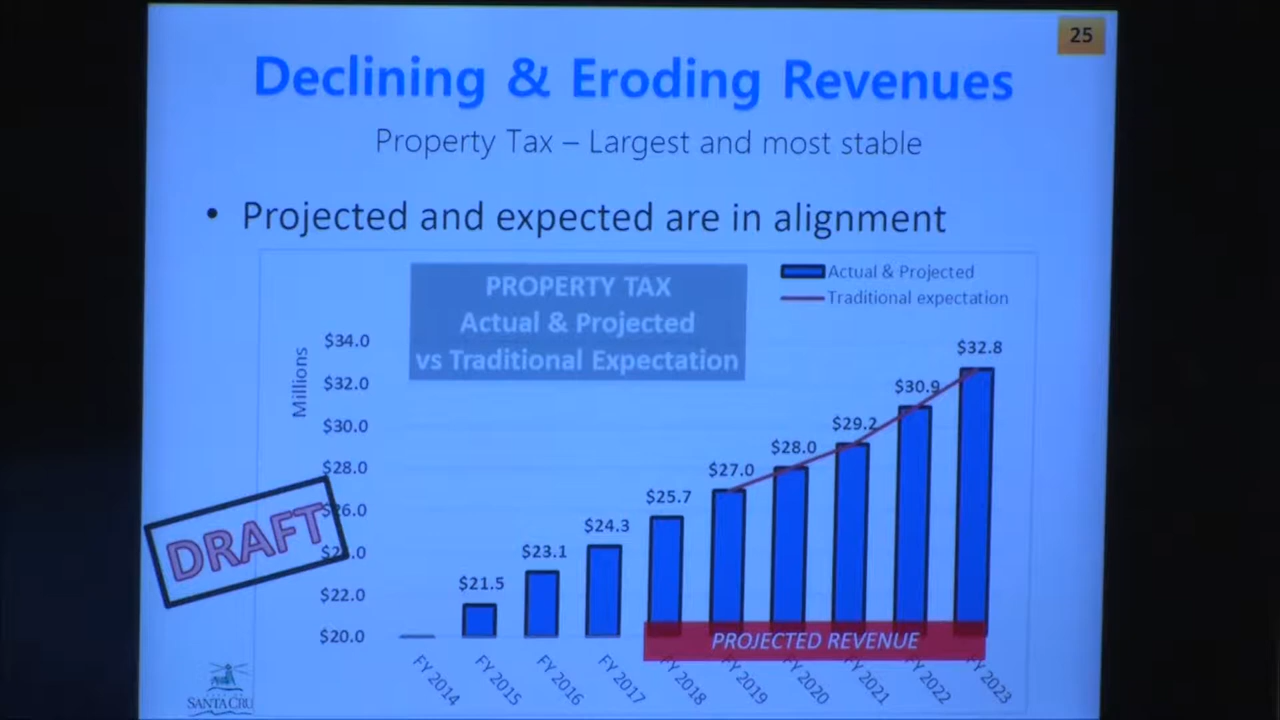 25
Declining & Eroding Revenues
Property Tax – Largest and most stable
• Projected and expected are in alignment
PROPERTY TAX
Actual & Projected
vs Traditional Expectation
Actual & Projected
Traditional expectation
Millions
$34.0
$32.0
$30.0
$28.0
$26.0
$22.0
$20.0
$21.5
$23.1
$24.3
$25.7
$27.0
$28.0
$29.2
$30.9
$32.8
DRAFT
PROJECTED REVENUE
FY 2014
FY 2015
FY 2016
FY 2017
FY 2018
FY 2019
FY 2020
FY 2021
FY 2022
FY 2023